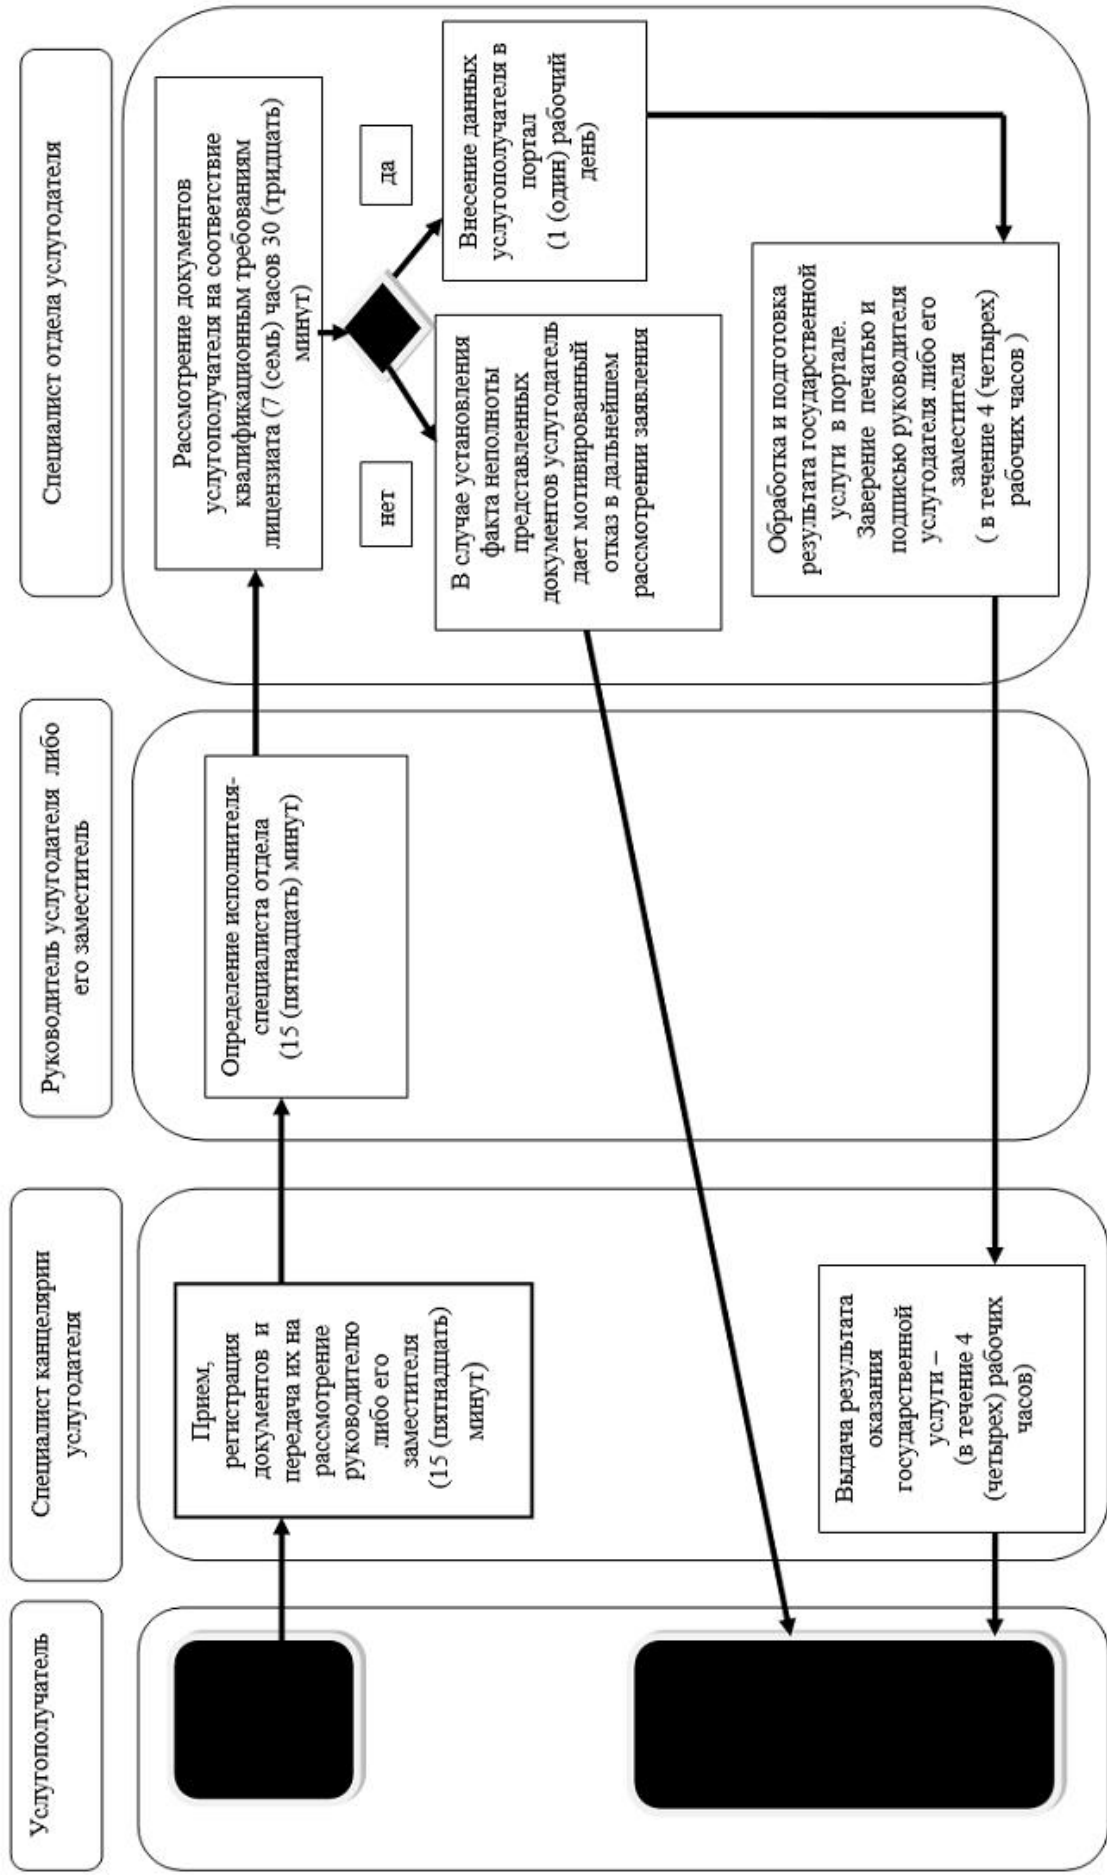 Услугополучатель
Специалист канцелярии
услугодателя
Руководитель услугодателя либо
его заместитель
Специалист отдела услугодателя
Прием,
регистрация
документов и
передача их на
рассмотрение
руководителю
либо его
заместителя
(15 (пятнадцать)
минут)
Определение исполнителя-
специалиста отдела
(15 (пятнадцать) минут)
Рассмотрение документов
услугополучателя на соответствие
квалификационным требованиям
лицензиата (7 (семь) часов 30 (тридцать)
минут)
нет
да
В случае установления
факта неполноты
представленных
документов услугодатель
дает мотивированный
отказ в дальнейшем
рассмотрении заявления
Внесение данных
услугополучателя в
портал
(1 (один) рабочий
день)
Обработка и подготовка
результата государственной
услуги в портале.
Заверение печатью и
подписью руководителя
услугодателя либо его
заместителя
( в течение 4 (четырех)
рабочих часов )
Выдача результата
оказания
государственной
услуги –
(в течение 4
(четырех) рабочих
часов)